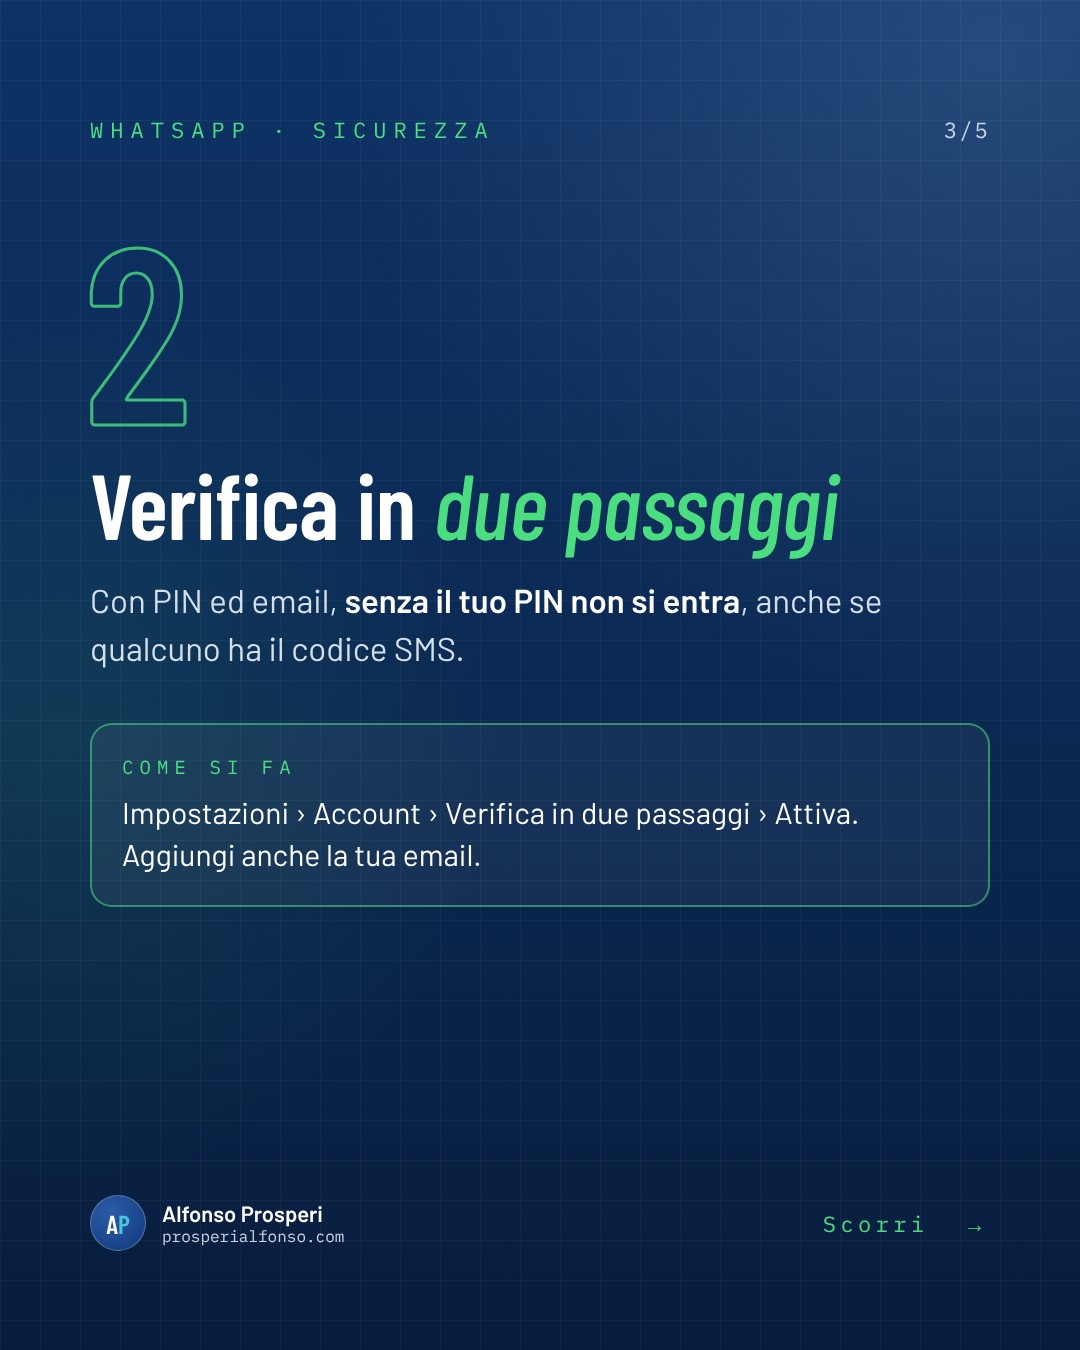 WHATSAPP · SICUREZZA
3/5
2
Verifica in due passaggi
Con PIN ed email, senza il tuo PIN non si entra, anche se
qualcuno ha il codice SMS.
COME SI FA
Impostazioni › Account › Verifica in due passaggi › Attiva.
Aggiungi anche la tua email.
AP
Alfonso Prosperi
prosperialfonso.com
Scorri →